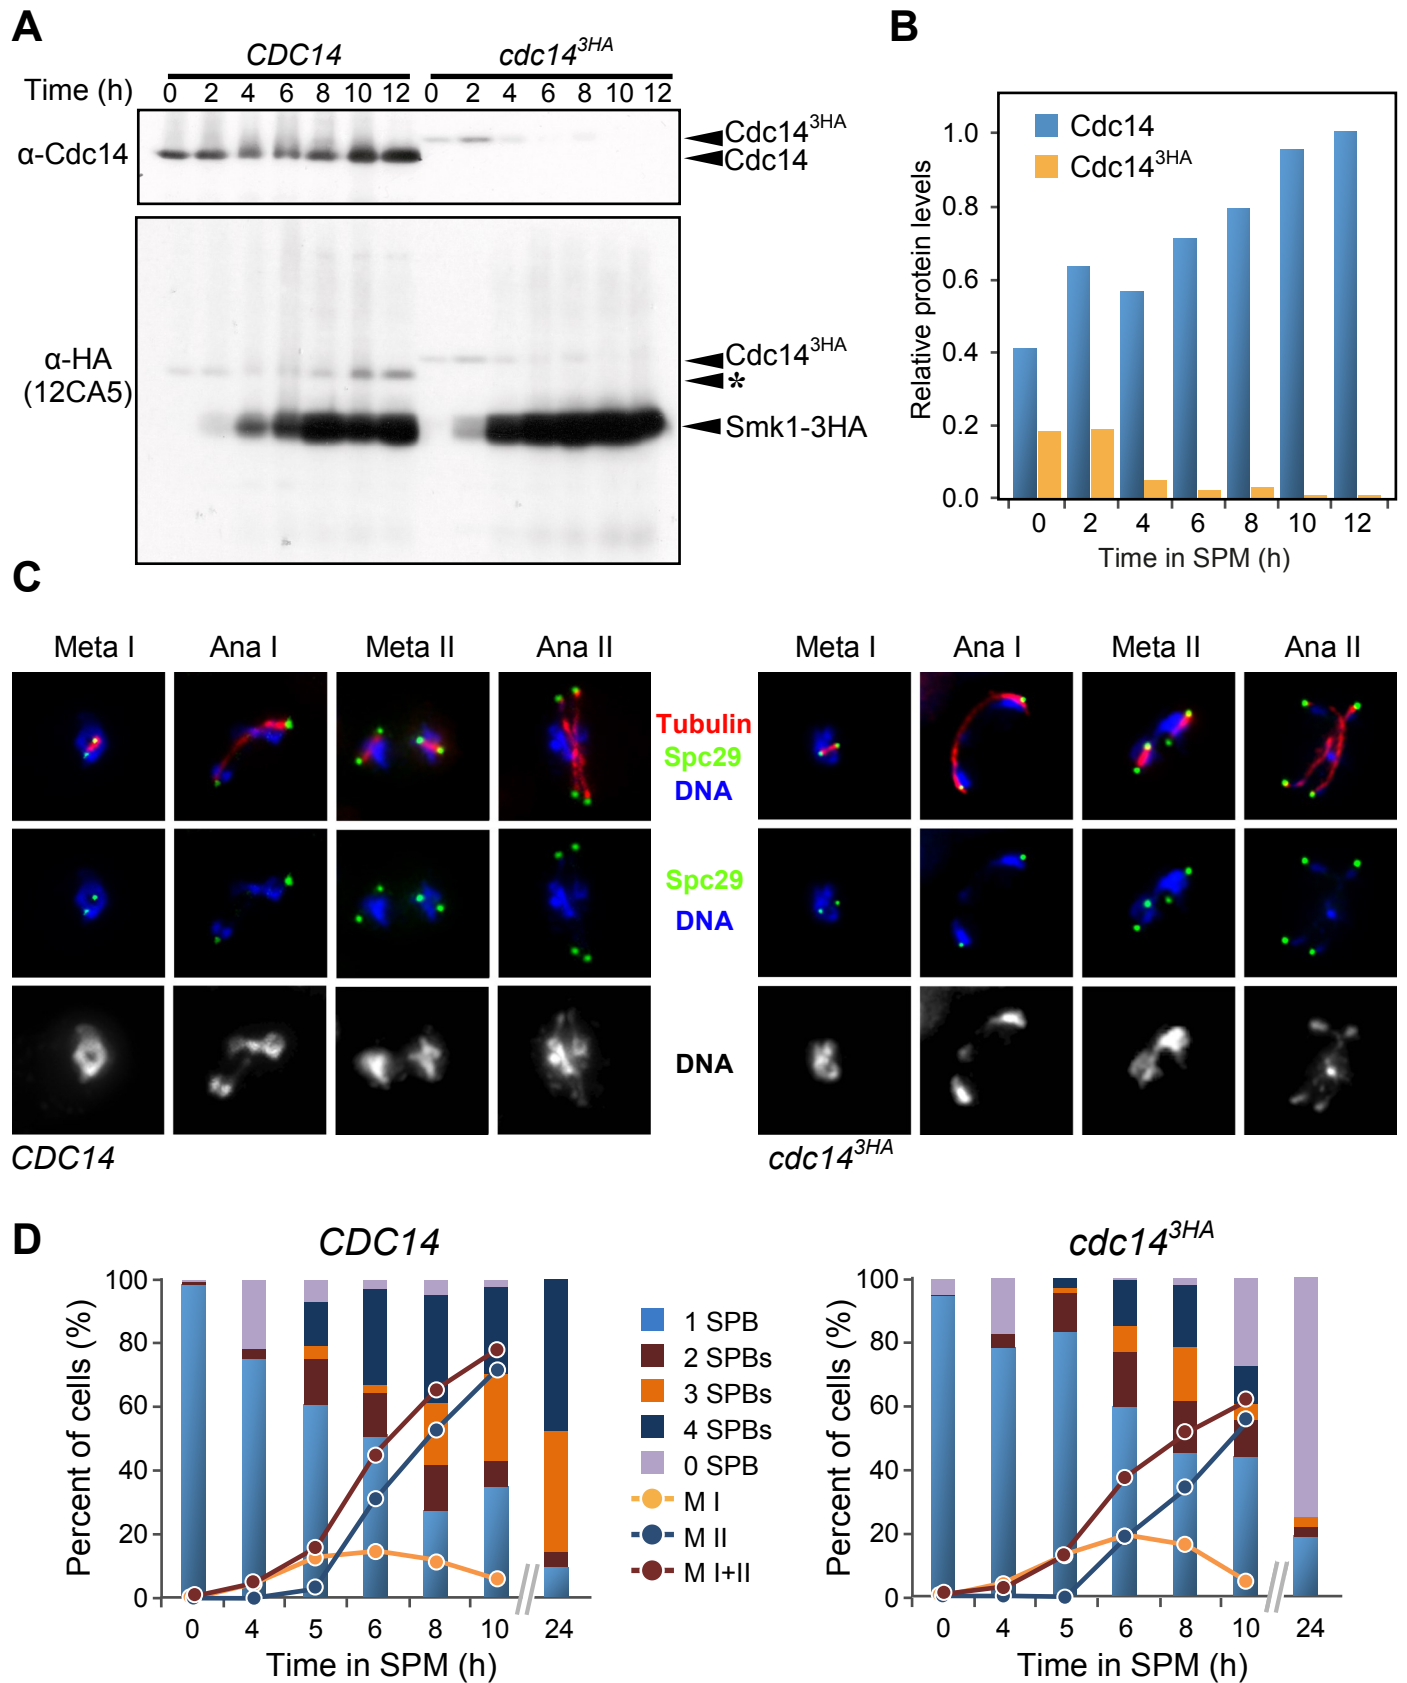 A
CDC14 cdc14^3HA
Time (h) 0 2 4 6 8 10 12 0 2 4 6 8 10 12
α-Cdc14
Cdc14^3HA
Cdc14
α-HA
(12CA5)
Cdc14^3HA
*
Smk1-3HA
B
Relative protein levels
1.0
0.8
0.6
0.4
0.2
0.0
Cdc14
Cdc14^3HA
0 2 4 6 8 10 12
Time in SPM (h)
C
Meta I Ana I Meta II Ana II
Meta I Ana I Meta II Ana II
Tubulin
Spc29
DNA
Spc29
DNA
DNA
CDC14
cdc14^3HA
D
CDC14
Percent of cells (%)
100
80
60
40
20
0
0 4 5 6 8 10 24
Time in SPM (h)
1 SPB
2 SPBs
3 SPBs
4 SPBs
0 SPB
M I
M II
M I+II
cdc14^3HA
Percent of cells (%)
100
80
60
40
20
0
0 4 5 6 8 10 24
Time in SPM (h)